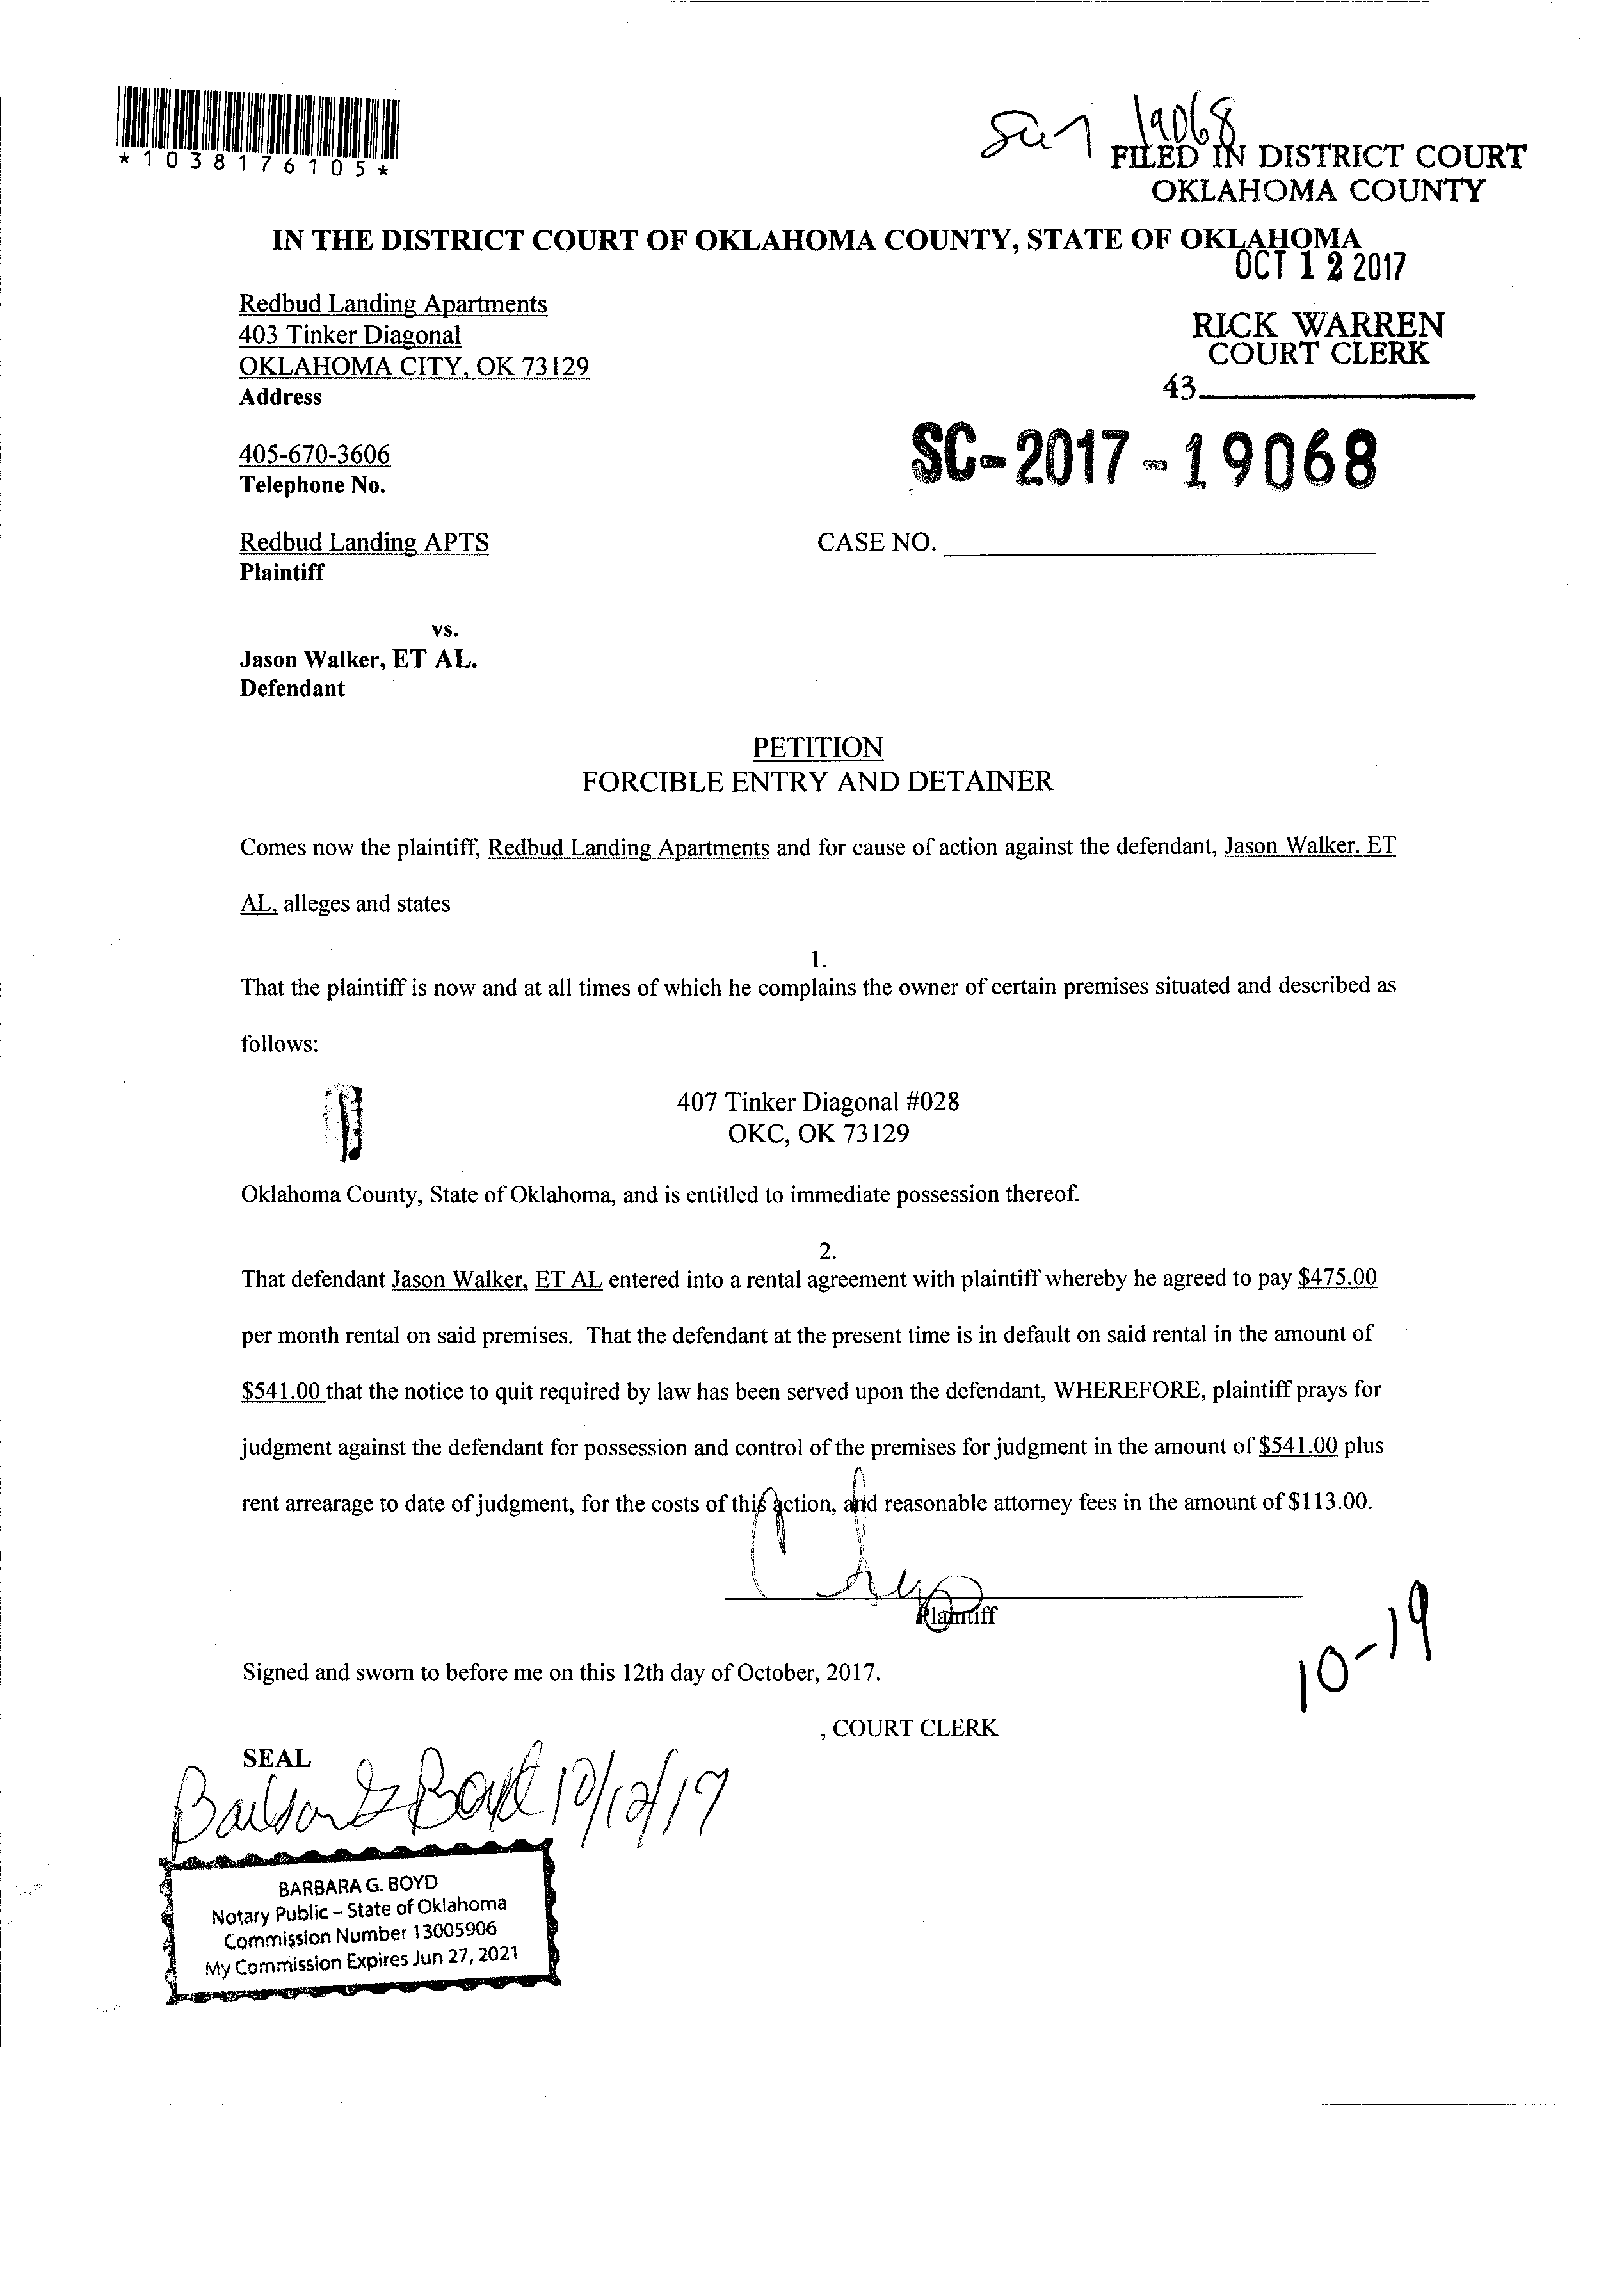 *1038176105*
19068
FILED IN DISTRICT COURT
OKLAHOMA COUNTY
IN THE DISTRICT COURT OF OKLAHOMA COUNTY, STATE OF OKLAHOMA
OCT 12 2017
Redbud Landing Apartments
403 Tinker Diagonal
OKLAHOMA CITY, OK 73129
Address
RICK WARREN
COURT CLERK
43
405-670-3606
Telephone No.
SC-2017-19068
Redbud Landing APTS
Plaintiff
CASE NO.
vs.
Jason Walker, ET AL.
Defendant
PETITION
FORCIBLE ENTRY AND DETAINER
Comes now the plaintiff, Redbud Landing Apartments and for cause of action against the defendant, Jason Walker. ET
AL, alleges and states
1.
That the plaintiff is now and at all times of which he complains the owner of certain premises situated and described as
follows:
407 Tinker Diagonal #028
OKC, OK 73129
Oklahoma County, State of Oklahoma, and is entitled to immediate possession thereof.
2.
That defendant Jason Walker, ET AL entered into a rental agreement with plaintiff whereby he agreed to pay $475.00
per month rental on said premises. That the defendant at the present time is in default on said rental in the amount of
$541.00 that the notice to quit required by law has been served upon the defendant, WHEREFORE, plaintiff prays for
judgment against the defendant for possession and control of the premises for judgment in the amount of $541.00 plus
rent arrearage to date of judgment, for the costs of this action, and reasonable attorney fees in the amount of $113.00.
Plaintiff
10-19
Signed and sworn to before me on this 12th day of October, 2017.
, COURT CLERK
SEAL
Barbara G Boyd 10/12/17
BARBARA G. BOYD
Notary Public – State of Oklahoma
Commission Number 13005906
My Commission Expires Jun 27, 2021